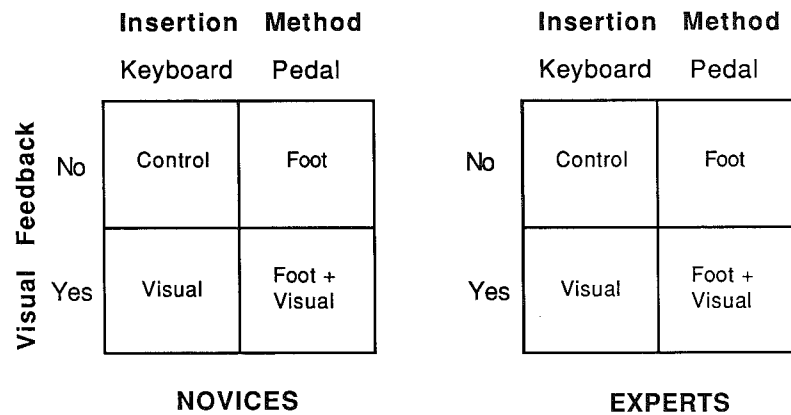 Insertion Method
Keyboard Pedal
Visual Feedback
No
Control
Foot
Yes
Visual
Foot +
Visual
NOVICES
Insertion Method
Keyboard Pedal
No
Control
Foot
Yes
Visual
Foot +
Visual
EXPERTS